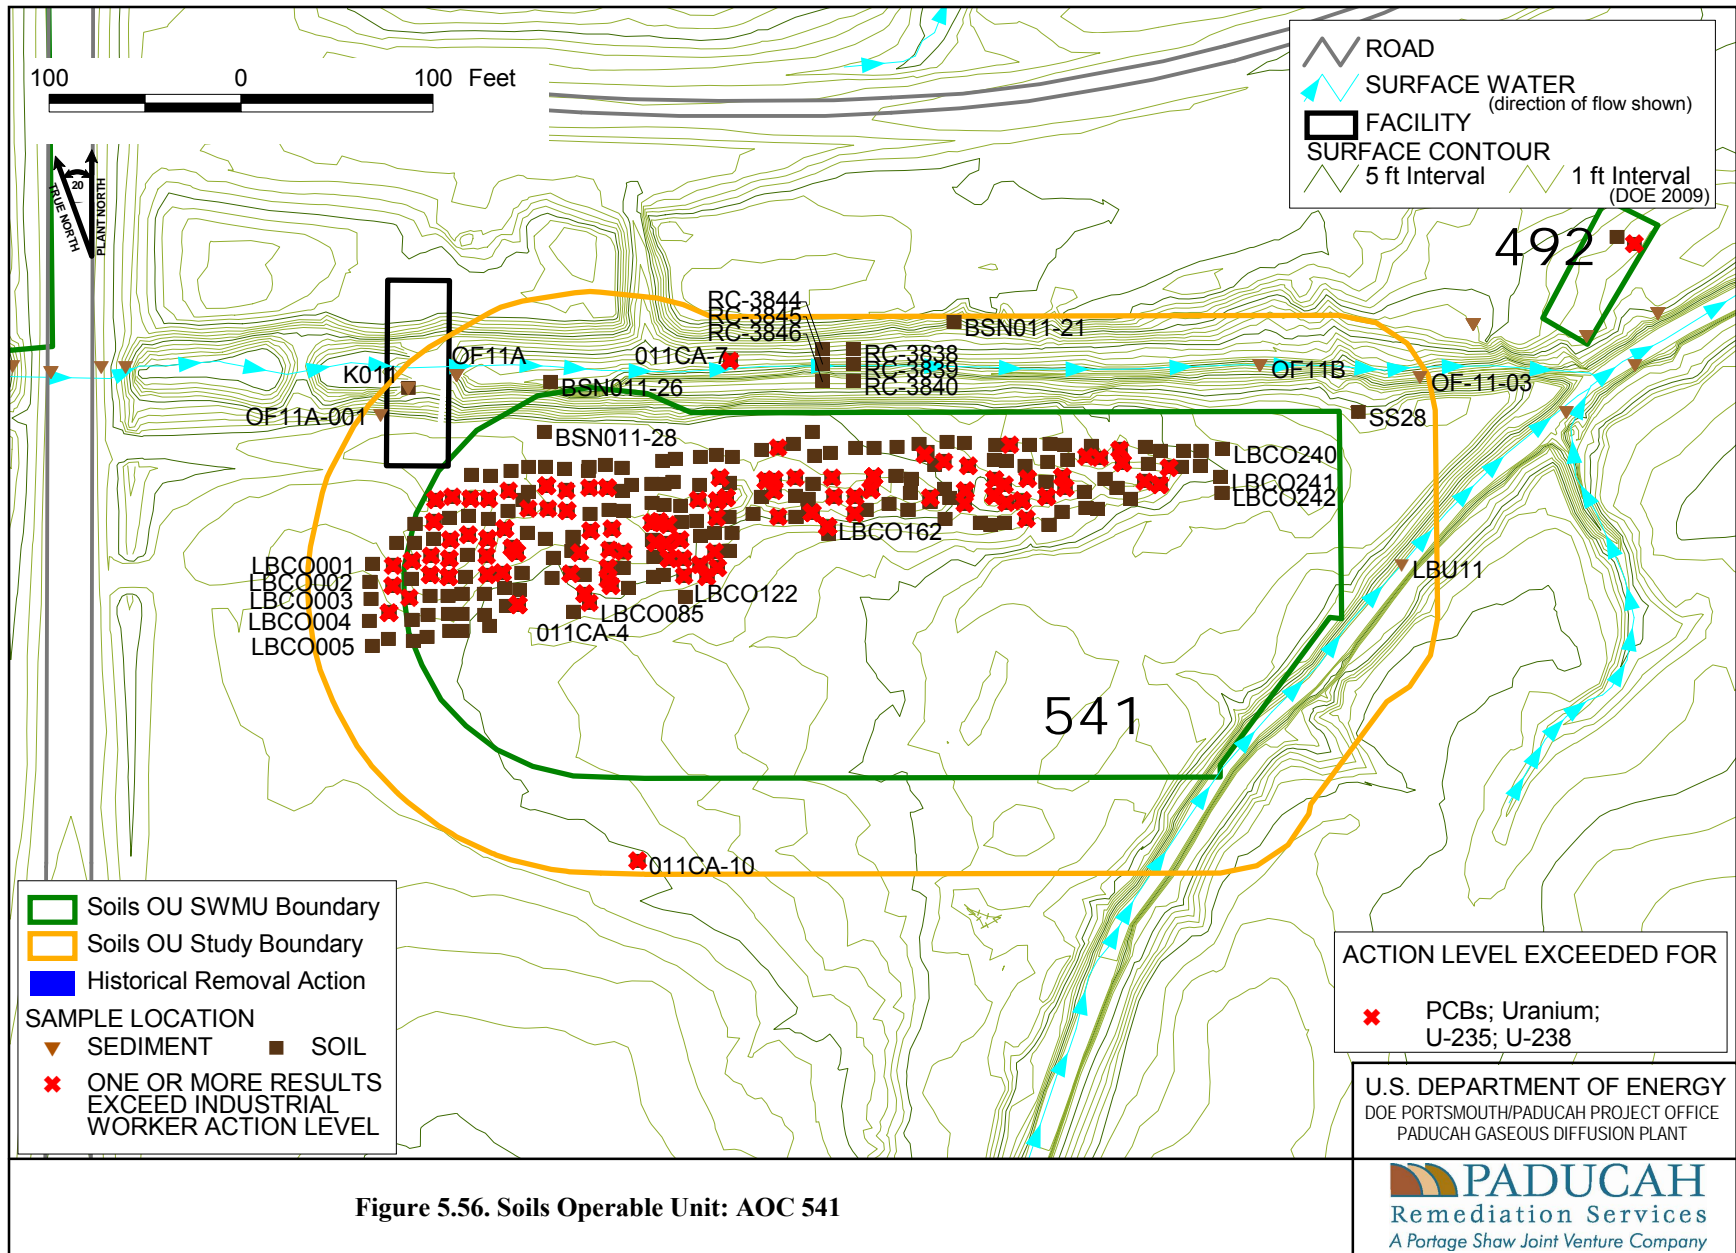 100 0 100 Feet
ROAD
SURFACE WATER
(direction of flow shown)
FACILITY
SURFACE CONTOUR
5 ft Interval 1 ft Interval
(DOE 2009)
20
TRUE NORTH
PLANT NORTH
492
RC-3844
RC-3845
RC-3846
BSN011-21
OF11A
011CA-7
RC-3838
RC-3839
RC-3840
K011
BSN011-26
OF11B
OF-11-03
OF11A-001
SS28
BSN011-28
LBCO240
LBCO241
LBCO242
LBCO162
LBCO001
LBCO002
LBCO003
LBCO004
LBCO005
LBU11
LBCO122
LBCO085
011CA-4
541
011CA-10
Soils OU SWMU Boundary
Soils OU Study Boundary
Historical Removal Action
SAMPLE LOCATION
SEDIMENT SOIL
ONE OR MORE RESULTS
EXCEED INDUSTRIAL
WORKER ACTION LEVEL
ACTION LEVEL EXCEEDED FOR
PCBs; Uranium;
U-235; U-238
U.S. DEPARTMENT OF ENERGY
DOE PORTSMOUTH/PADUCAH PROJECT OFFICE
PADUCAH GASEOUS DIFFUSION PLANT
Figure 5.56. Soils Operable Unit: AOC 541
PADUCAH
Remediation Services
A Portage Shaw Joint Venture Company